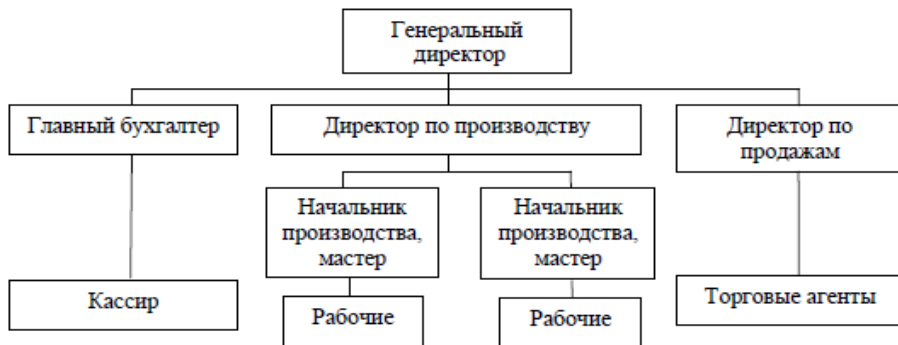 Генеральный
директор
Главный бухгалтер
Директор по производству
Директор по
продажам
Начальник
производства,
мастер
Начальник
производства,
мастер
Кассир
Рабочие
Рабочие
Торговые агенты